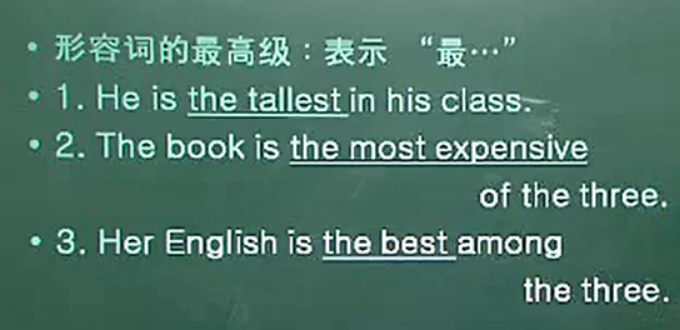 • 形容词的最高级：表示 “最…”
• 1. He is the tallest in his class.
• 2. The book is the most expensive
of the three.
• 3. Her English is the best among
the three.